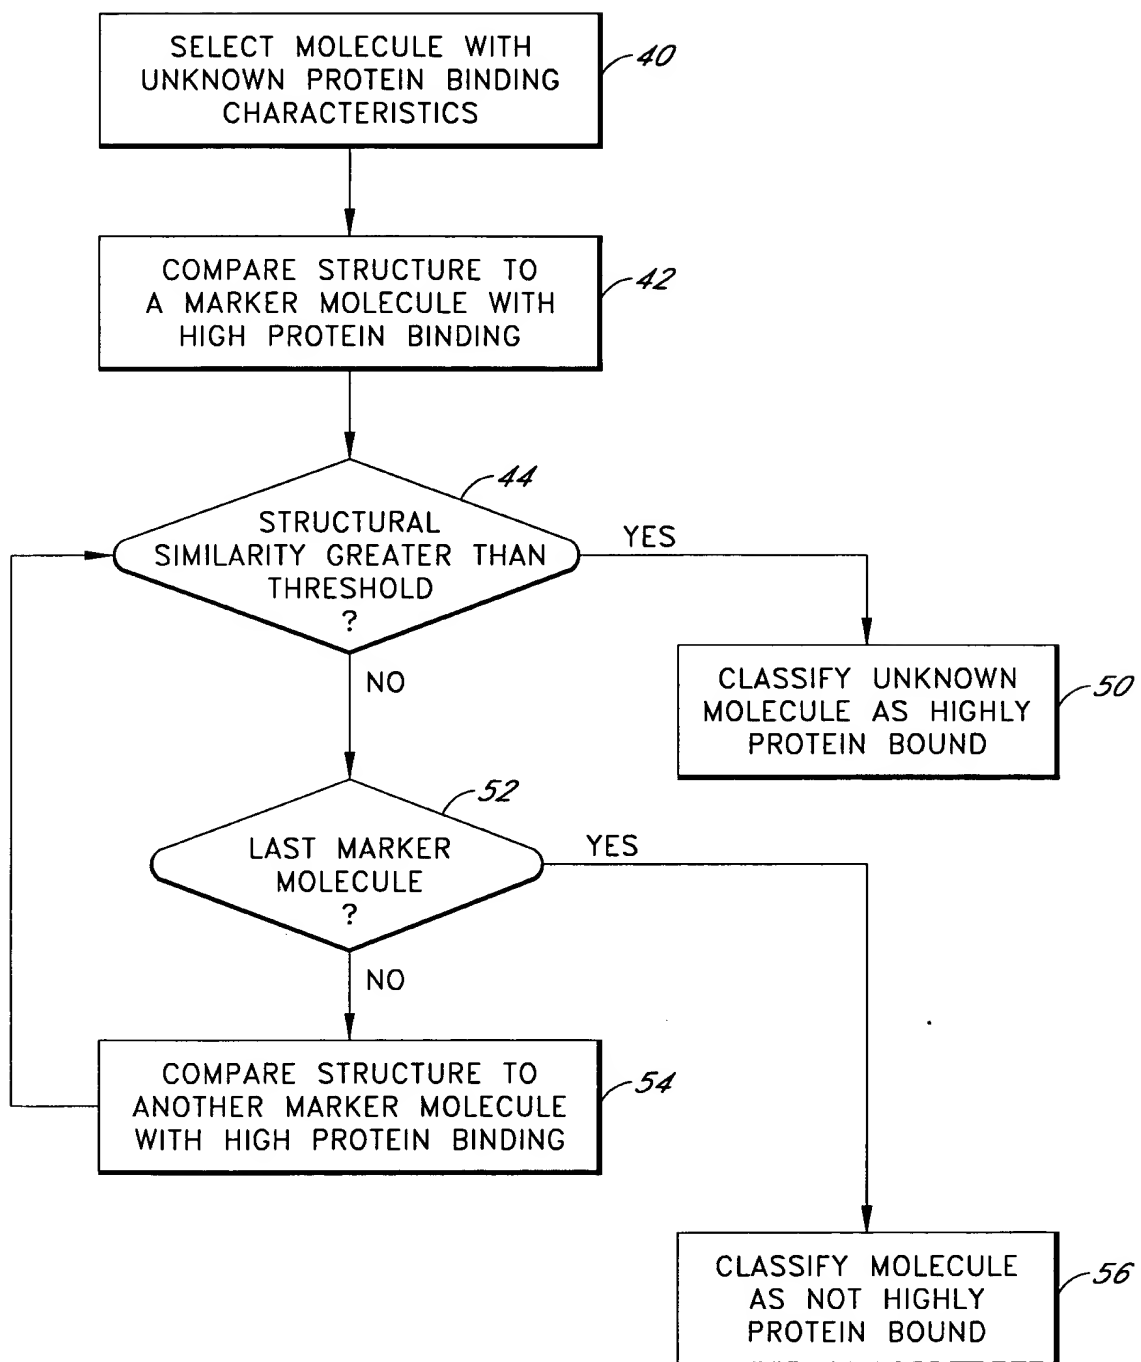 SELECT MOLECULE WITH
UNKNOWN PROTEIN BINDING
CHARACTERISTICS
40
COMPARE STRUCTURE TO
A MARKER MOLECULE WITH
HIGH PROTEIN BINDING
42
44
STRUCTURAL
SIMILARITY GREATER THAN
THRESHOLD
?
YES
NO
CLASSIFY UNKNOWN
MOLECULE AS HIGHLY
PROTEIN BOUND
50
52
LAST MARKER
MOLECULE
?
YES
NO
COMPARE STRUCTURE TO
ANOTHER MARKER MOLECULE
WITH HIGH PROTEIN BINDING
54
CLASSIFY MOLECULE
AS NOT HIGHLY
PROTEIN BOUND
56